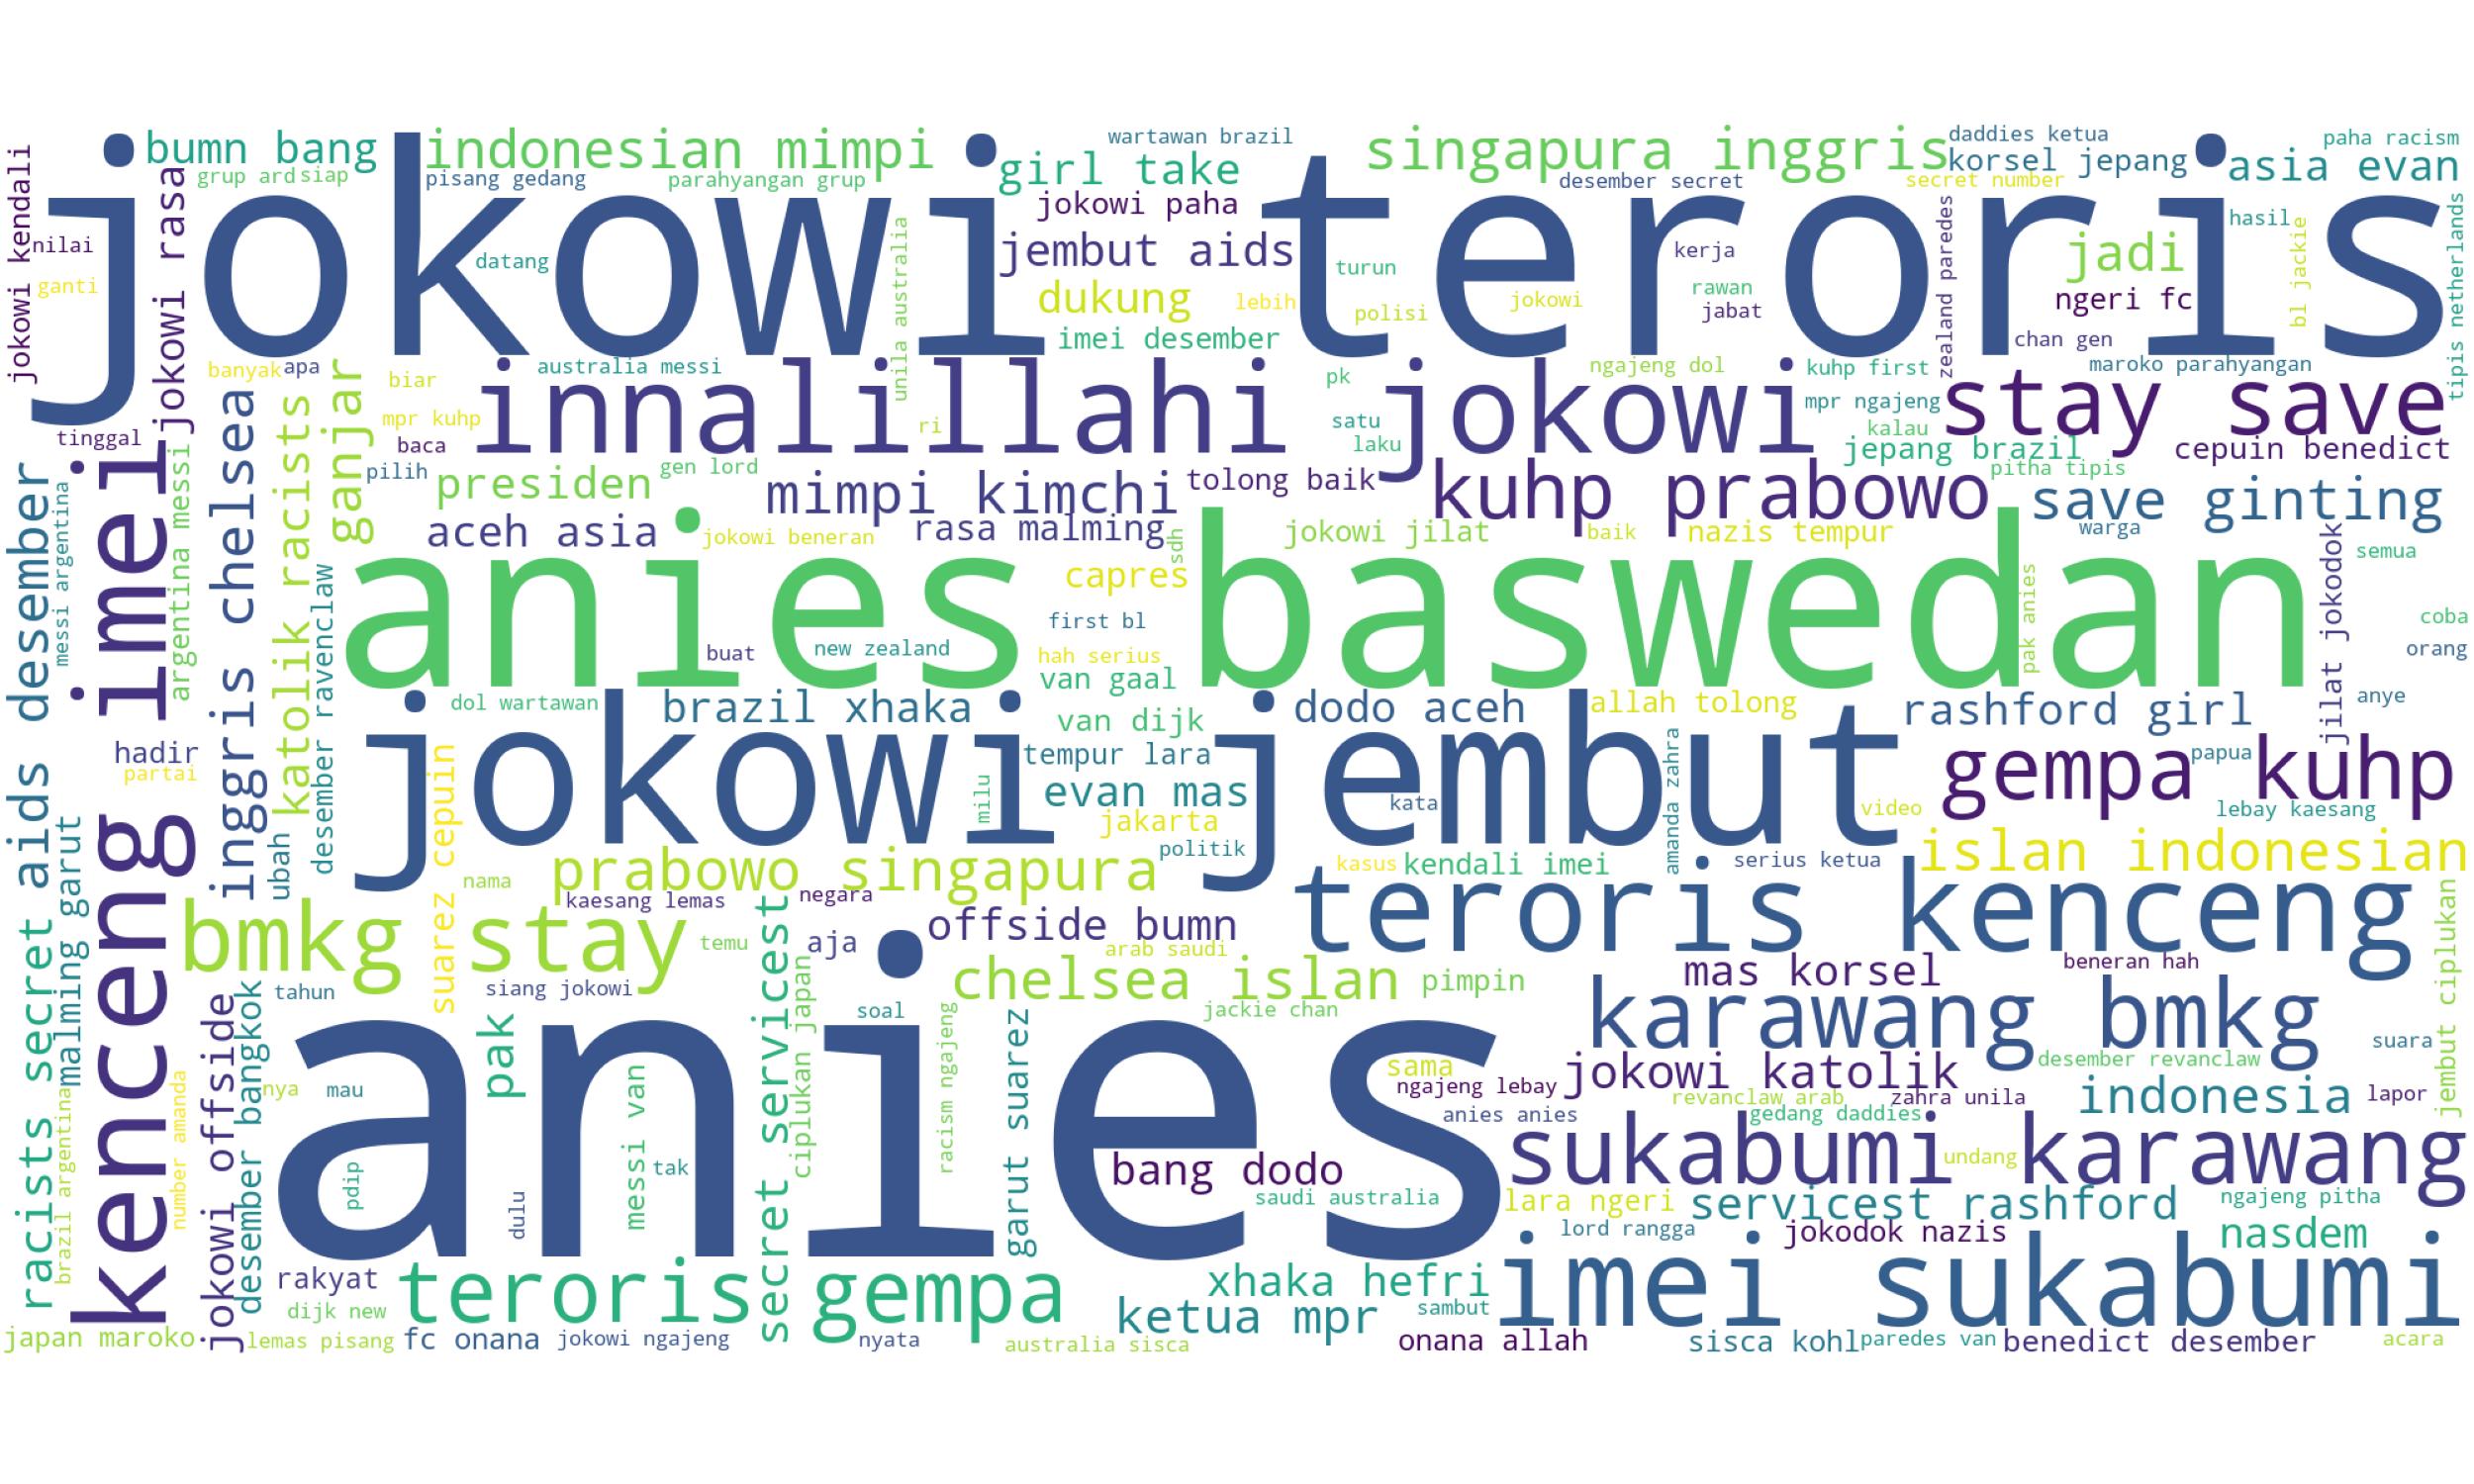 jokowi teroris
bumn bang
indonesian mimpi
wartawan brazil
singapura inggris
daddies ketua
paha racism
grup ard
siap
pisang gedang
parahyangan grup
girl take
desember secret
korsel jepang
secret number
asia evan
jokowi kendali
jokowi rasa
nilai
ganti
datang
unila australia
jokowi paha
jembut aids
dukung
lebih
imei desember
turun
polisi
jokowi
kerja
rawan
jabat
zealand paredes
jadi
ngeri fc
chan gen
hasil
bl jackie
tipis netherlands
banyak
apa
ganjar
biar
australia messi
mpr kuhp
baca
innalillahi jokowi
ri
pk
satu
laku
ngajeng dol
kuhp first
mpr ngajeng
kalau
maroko parahyangan
stay save
jepang brazil
cepuin benedict
pitha tipis
tinggal
kenceng imei
argentina messi
inggris chelsea
katolik racists
pilih
presiden
gen lord
mimpi kimchi
tolong baik
kuhp prabowo
save ginting
aids desember
messi argentina
aceh asia
jokowi beneran
rasa malming
sdh
jokowi jilat
baik
nazis tempur
warga
jilat jokodok
semua
anies baswedan
capres
first bl
buat
new zealand
hah serius
van gaal
pak anies
coba
orang
desember ravenclaw
dol wartawan
brazil xhaka
van dijk
dodo aceh
allah tolong
rashford girl
anye
hadir
partai
suarez cepuin
jokowi jembut
tempur lara
milu
evan mas
jakarta
politik
kata
amanda zahra
video
gempa kuhp
papua
lebay kaesang
malming garut
ubah
nama
prabowo singapura
kasus
kendali imei
serius ketua
islan indonesian
kaesang lemas
negara
teroris kenceng
jembut ciplukan
bmkg stay
temu
secret servicest
aja
offside bumn
arab saudi
racists secret
jokowi offside
desember bangkok
tahun
siang jokowi
ciplukan japan
chelsea islan
pimpin
mas korsel
beneran hah
soal
jackie chan
karawang bmkg
suara
anies
pak
nya
mau
messi van
racism ngajeng
garut suarez
sama
ngajeng lebay
jokowi katolik
desember revanclaw
anies anies
revanclaw arab
zahra unila
indonesia
lapor
gedang daddies
brazil argentina
number amanda
pdip
dulu
tak
bang dodo
saudi australia
sukabumi karawang
undang
lara ngeri
servicest rashford
ngajeng pitha
lord rangga
jokodok nazis
nasdem
rakyat
dijk new
teroris gempa
xhaka hefri
ketua mpr
sambut
imei sukabumi
japan maroko
lemas pisang
fc onana
jokowi ngajeng
nyata
australia sisca
onana allah
sisca kohl
paredes van
benedict desember
acara